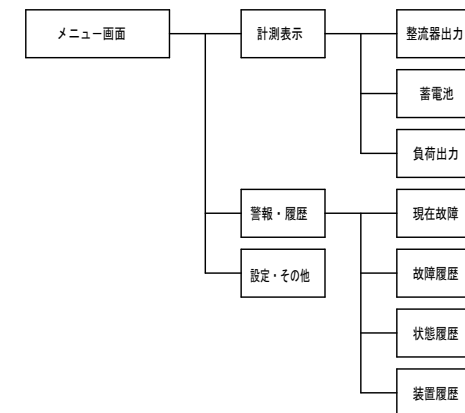 メニュー画面
計測表示
整流器出力
蓄電池
負荷出力
警報・履歴
現在故障
設定・その他
故障履歴
状態履歴
装置履歴